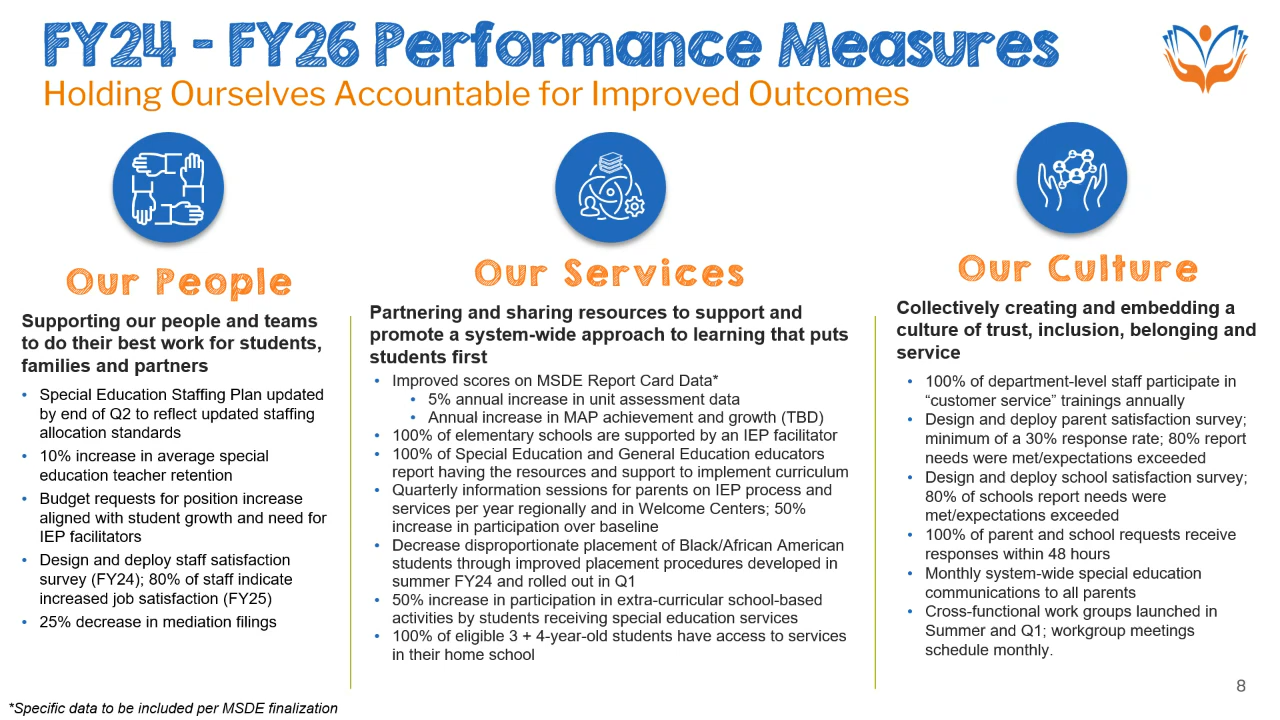 FY24 - FY26 Performance Measures
Holding Ourselves Accountable for Improved Outcomes
Our People
Supporting our people and teams
to do their best work for students,
families and partners
• Special Education Staffing Plan updated
by end of Q2 to reflect updated staffing
allocation standards
• 10% increase in average special
education teacher retention
• Budget requests for position increase
aligned with student growth and need for
IEP facilitators
• Design and deploy staff satisfaction
survey (FY24); 80% of staff indicate
increased job satisfaction (FY25)
• 25% decrease in mediation filings
Our Services
Partnering and sharing resources to support and
promote a system-wide approach to learning that puts
students first
• Improved scores on MSDE Report Card Data*
• 5% annual increase in unit assessment data
• Annual increase in MAP achievement and growth (TBD)
• 100% of elementary schools are supported by an IEP facilitator
• 100% of Special Education and General Education educators
report having the resources and support to implement curriculum
• Quarterly information sessions for parents on IEP process and
services per year regionally and in Welcome Centers; 50%
increase in participation over baseline
• Decrease disproportionate placement of Black/African American
students through improved placement procedures developed in
summer FY24 and rolled out in Q1
• 50% increase in participation in extra-curricular school-based
activities by students receiving special education services
• 100% of eligible 3 + 4-year-old students have access to services
in their home school
Our Culture
Collectively creating and embedding a
culture of trust, inclusion, belonging and
service
• 100% of department-level staff participate in
“customer service” trainings annually
• Design and deploy parent satisfaction survey;
minimum of a 30% response rate; 80% report
needs were met/expectations exceeded
• Design and deploy school satisfaction survey;
80% of schools report needs were
met/expectations exceeded
• 100% of parent and school requests receive
responses within 48 hours
• Monthly system-wide special education
communications to all parents
• Cross-functional work groups launched in
Summer and Q1; workgroup meetings
schedule monthly.
8
*Specific data to be included per MSDE finalization